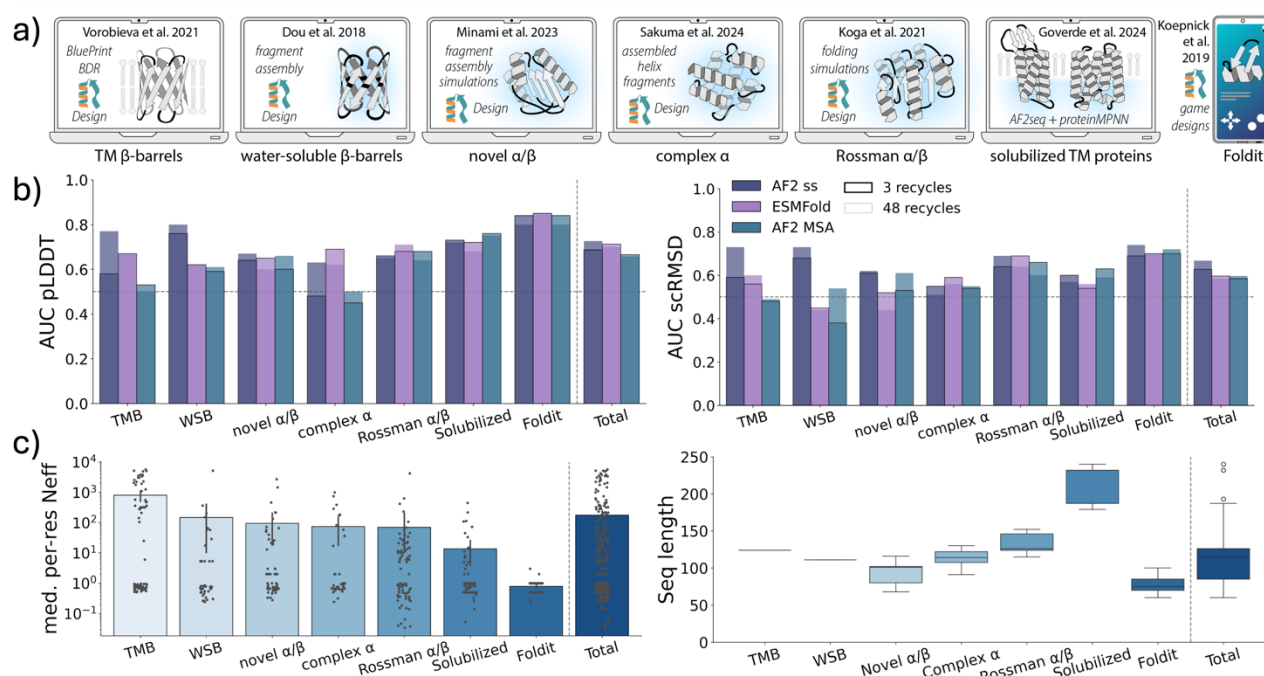 a)
Vorobieva et al. 2021
BluePrint
BDR
Design
TM β-barrels
Dou et al. 2018
fragment
assembly
Design
water-soluble β-barrels
Minami et al. 2023
fragment
assembly
simulations
Design
novel α/β
Sakuma et al. 2024
assembled
helix
fragments
Design
complex α
Koga et al. 2021
folding
simulations
Design
Rossman α/β
Goverde et al. 2024
AF2seq + proteinMPNN
solubilized TM proteins
Koepnick
et al.
2019
game
designs
Foldit
b)
AUC pLDDT
1.0
0.8
0.6
0.4
0.2
0.0
TMB
WSB
novel α/β
complex α
Rossman α/β
Solubilized
Foldit
Total
AUC scRMSD
1.0
0.8
0.6
0.4
0.2
0.0
AF2 ss
ESMFold
AF2 MSA
3 recycles
48 recycles
TMB
WSB
novel α/β
complex α
Rossman α/β
Solubilized
Foldit
Total
c)
med. per-res Neff
10⁴
10³
10²
10¹
10⁰
10⁻¹
TMB
WSB
novel α/β
complex α
Rossman α/β
Solubilized
Foldit
Total
Seq length
250
200
150
100
50
0
TMB
WSB
Novel α/β
Complex α
Rossman α/β
Solubilized
Foldit
Total